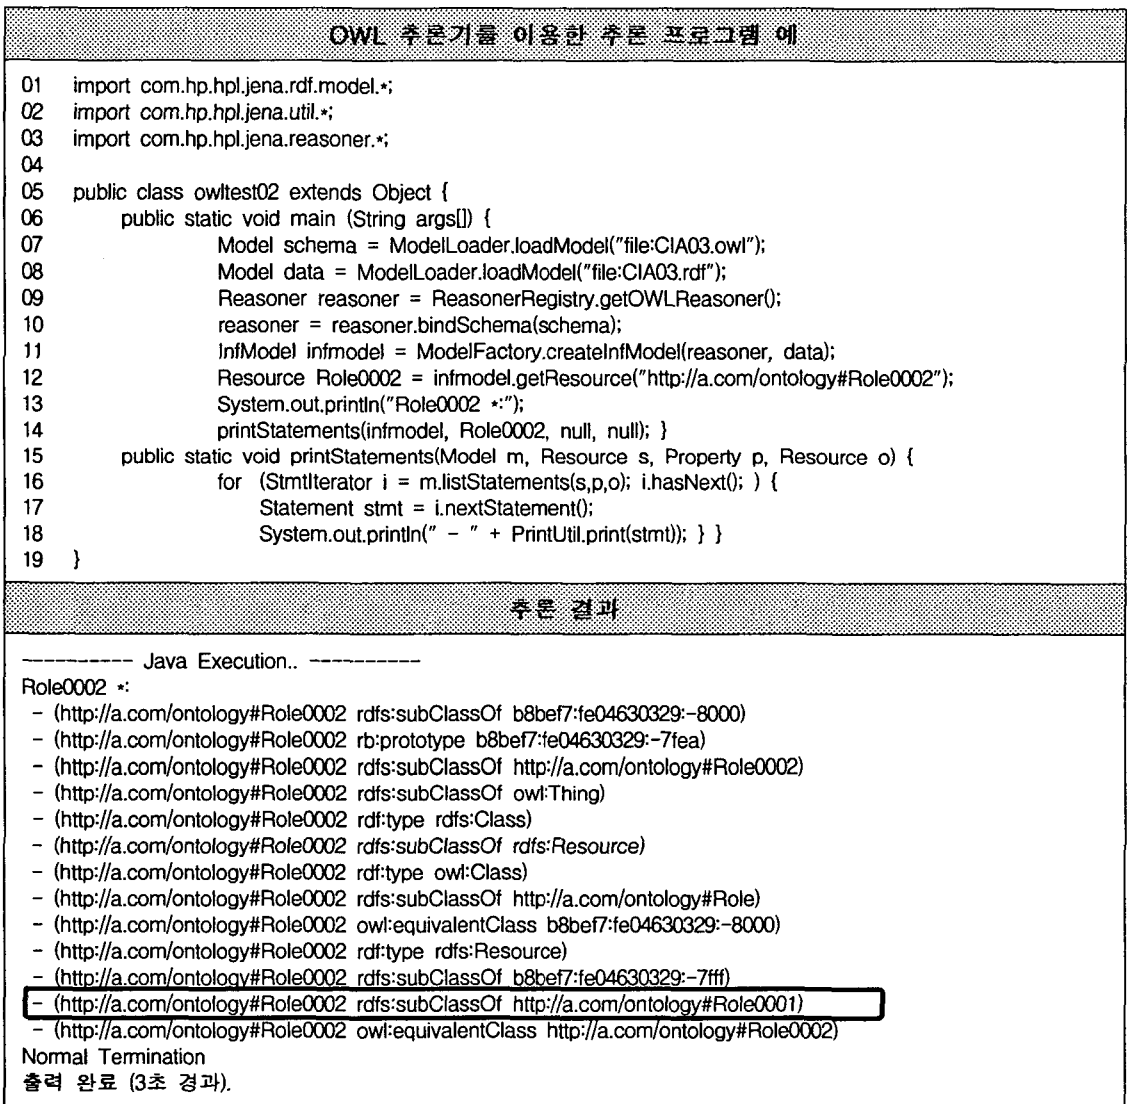 OWL 추론기를 이용한 추론 프로그램 예
01 import com.hp.hpl.jena.rdf.model.*;
02 import com.hp.hpl.jena.util.*;
03 import com.hp.hpl.jena.reasoner.*;
04
05 public class owltest02 extends Object {
06 public static void main (String args[]) {
07 Model schema = ModelLoader.loadModel("file:CIA03.owl");
08 Model data = ModelLoader.loadModel("file:CIA03.rdf");
09 Reasoner reasoner = ReasonerRegistry.getOWLReasoner();
10 reasoner = reasoner.bindSchema(schema);
11 InfModel infmodel = ModelFactory.createInfModel(reasoner, data);
12 Resource Role0002 = infmodel.getResource("http://a.com/ontology#Role0002");
13 System.out.println("Role0002 *:");
14 printStatements(infmodel, Role0002, null, null); }
15 public static void printStatements(Model m, Resource s, Property p, Resource o) {
16 for (StmtIterator i = m.listStatements(s,p,o); i.hasNext(); ) {
17 Statement stmt = i.nextStatement();
18 System.out.println(" - " + PrintUtil.print(stmt)); } }
19 }
추론 결과
----------- Java Execution.. -----------
Role0002 *:
- (http://a.com/ontology#Role0002 rdfs:subClassOf b8bef7:fe04630329:-8000)
- (http://a.com/ontology#Role0002 rb:prototype b8bef7:fe04630329:-7fea)
- (http://a.com/ontology#Role0002 rdfs:subClassOf http://a.com/ontology#Role0002)
- (http://a.com/ontology#Role0002 rdfs:subClassOf owl:Thing)
- (http://a.com/ontology#Role0002 rdf:type rdfs:Class)
- (http://a.com/ontology#Role0002 rdfs:subClassOf rdfs:Resource)
- (http://a.com/ontology#Role0002 rdf:type owl:Class)
- (http://a.com/ontology#Role0002 rdfs:subClassOf http://a.com/ontology#Role)
- (http://a.com/ontology#Role0002 owl:equivalentClass b8bef7:fe04630329:-8000)
- (http://a.com/ontology#Role0002 rdf:type rdfs:Resource)
- (http://a.com/ontology#Role0002 rdfs:subClassOf b8bef7:fe04630329:-7fff)
- (http://a.com/ontology#Role0002 rdfs:subClassOf http://a.com/ontology#Role0001)
- (http://a.com/ontology#Role0002 owl:equivalentClass http://a.com/ontology#Role0002)
Normal Termination
출력 완료 (3초 경과).